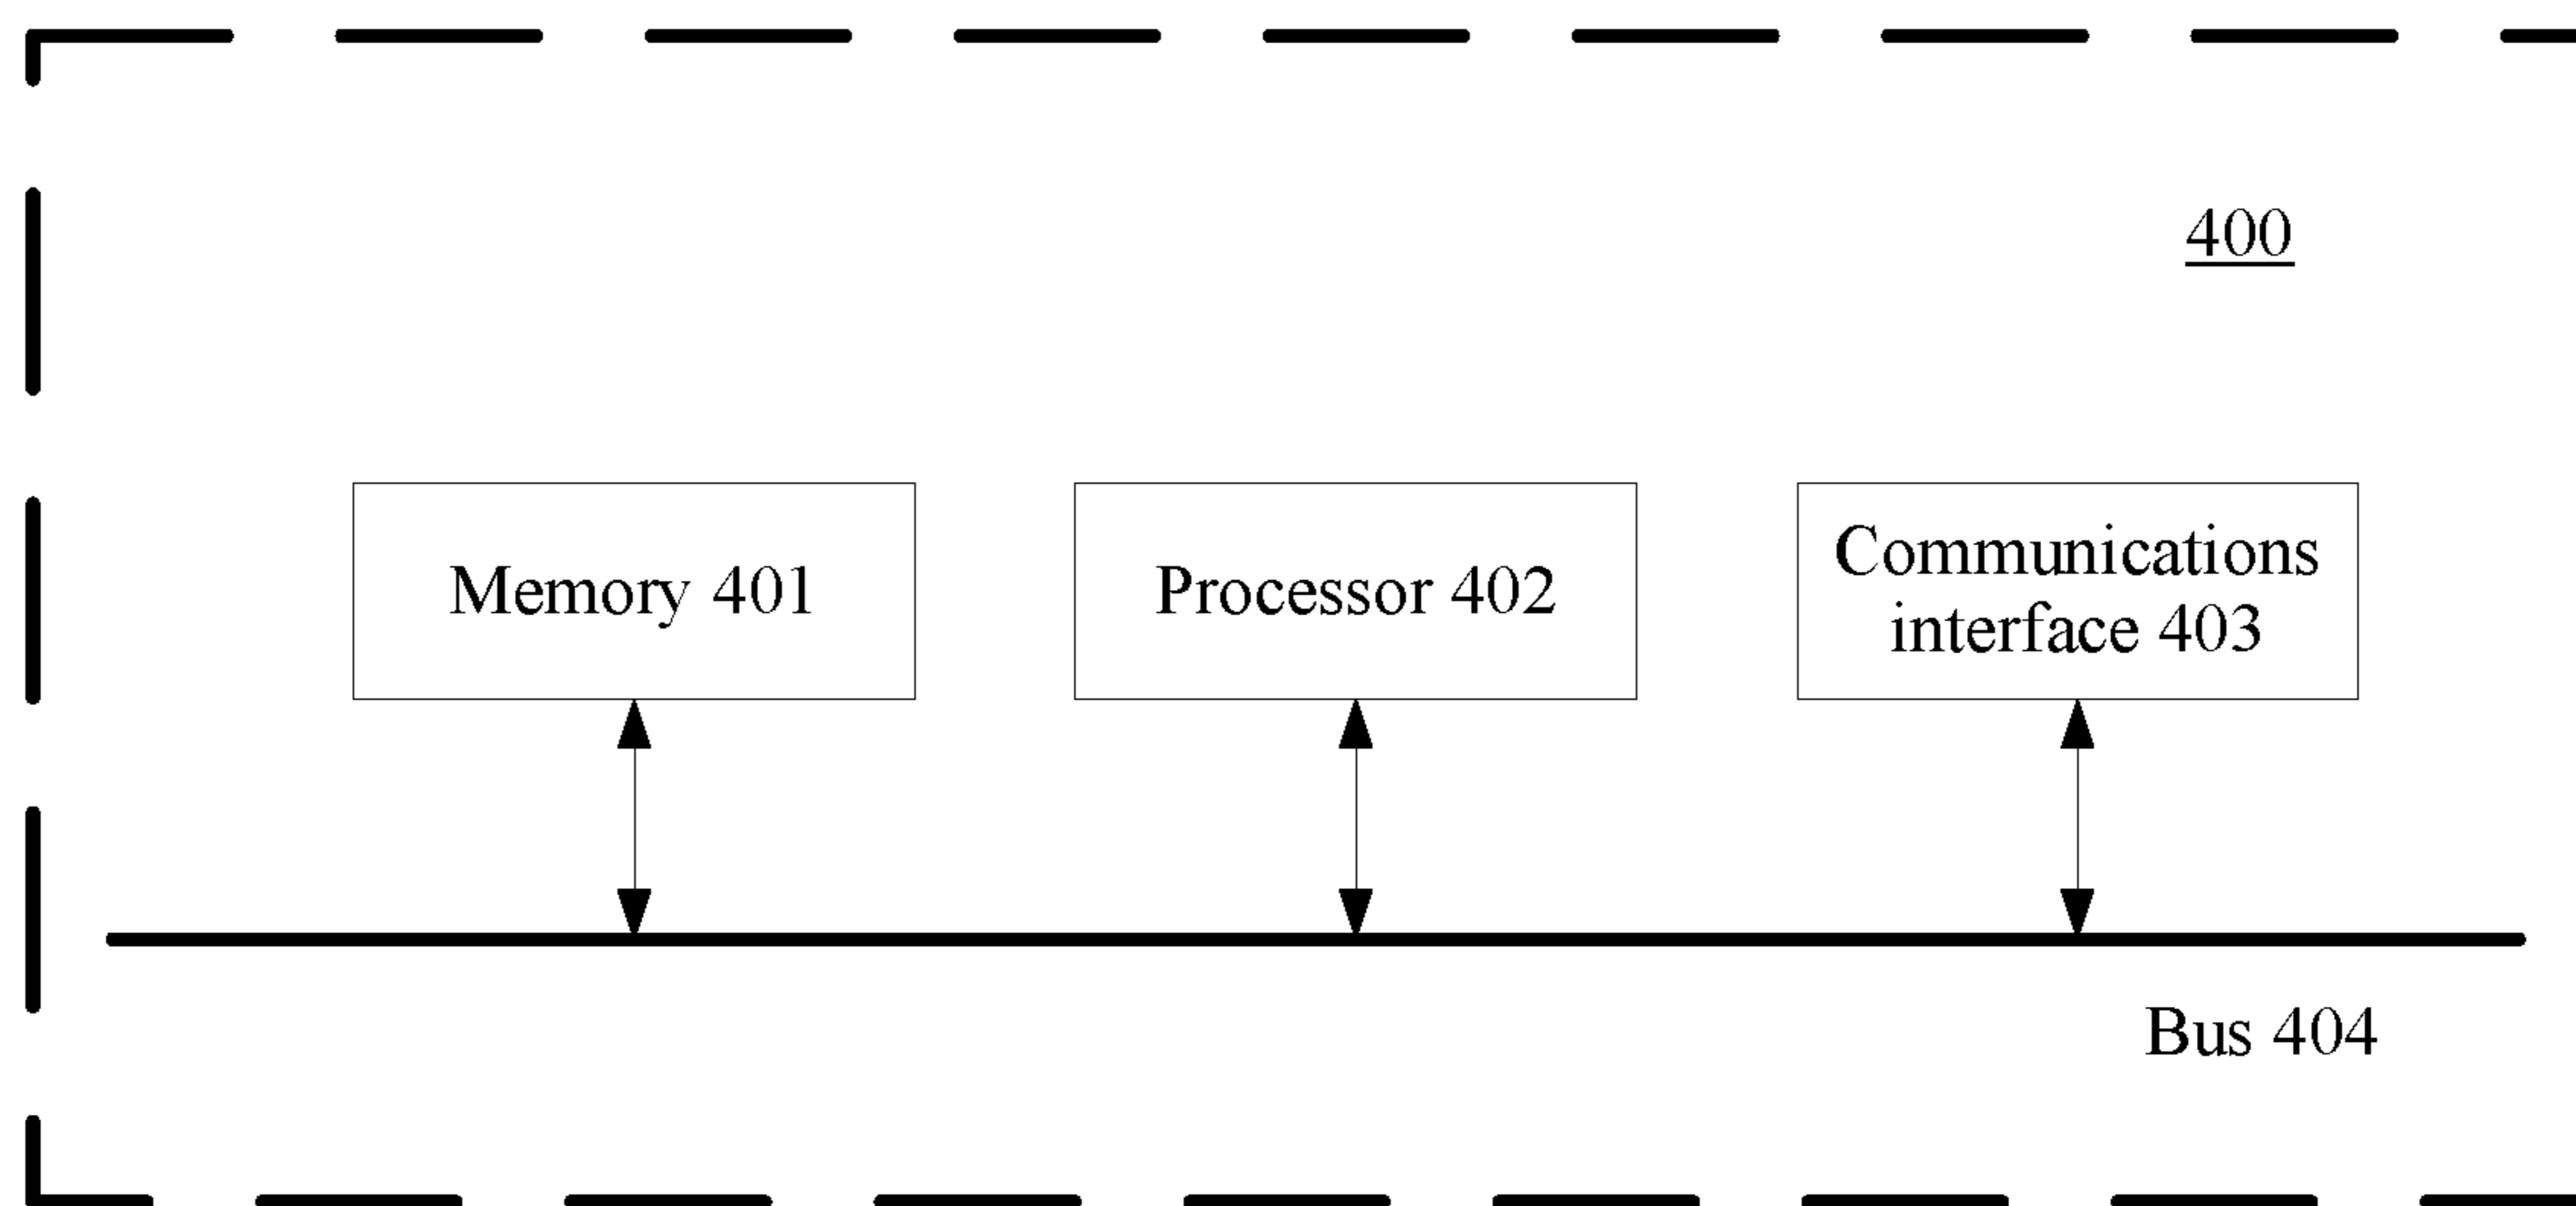 400
Memory 401
Processor 402
Communications
interface 403
Bus 404